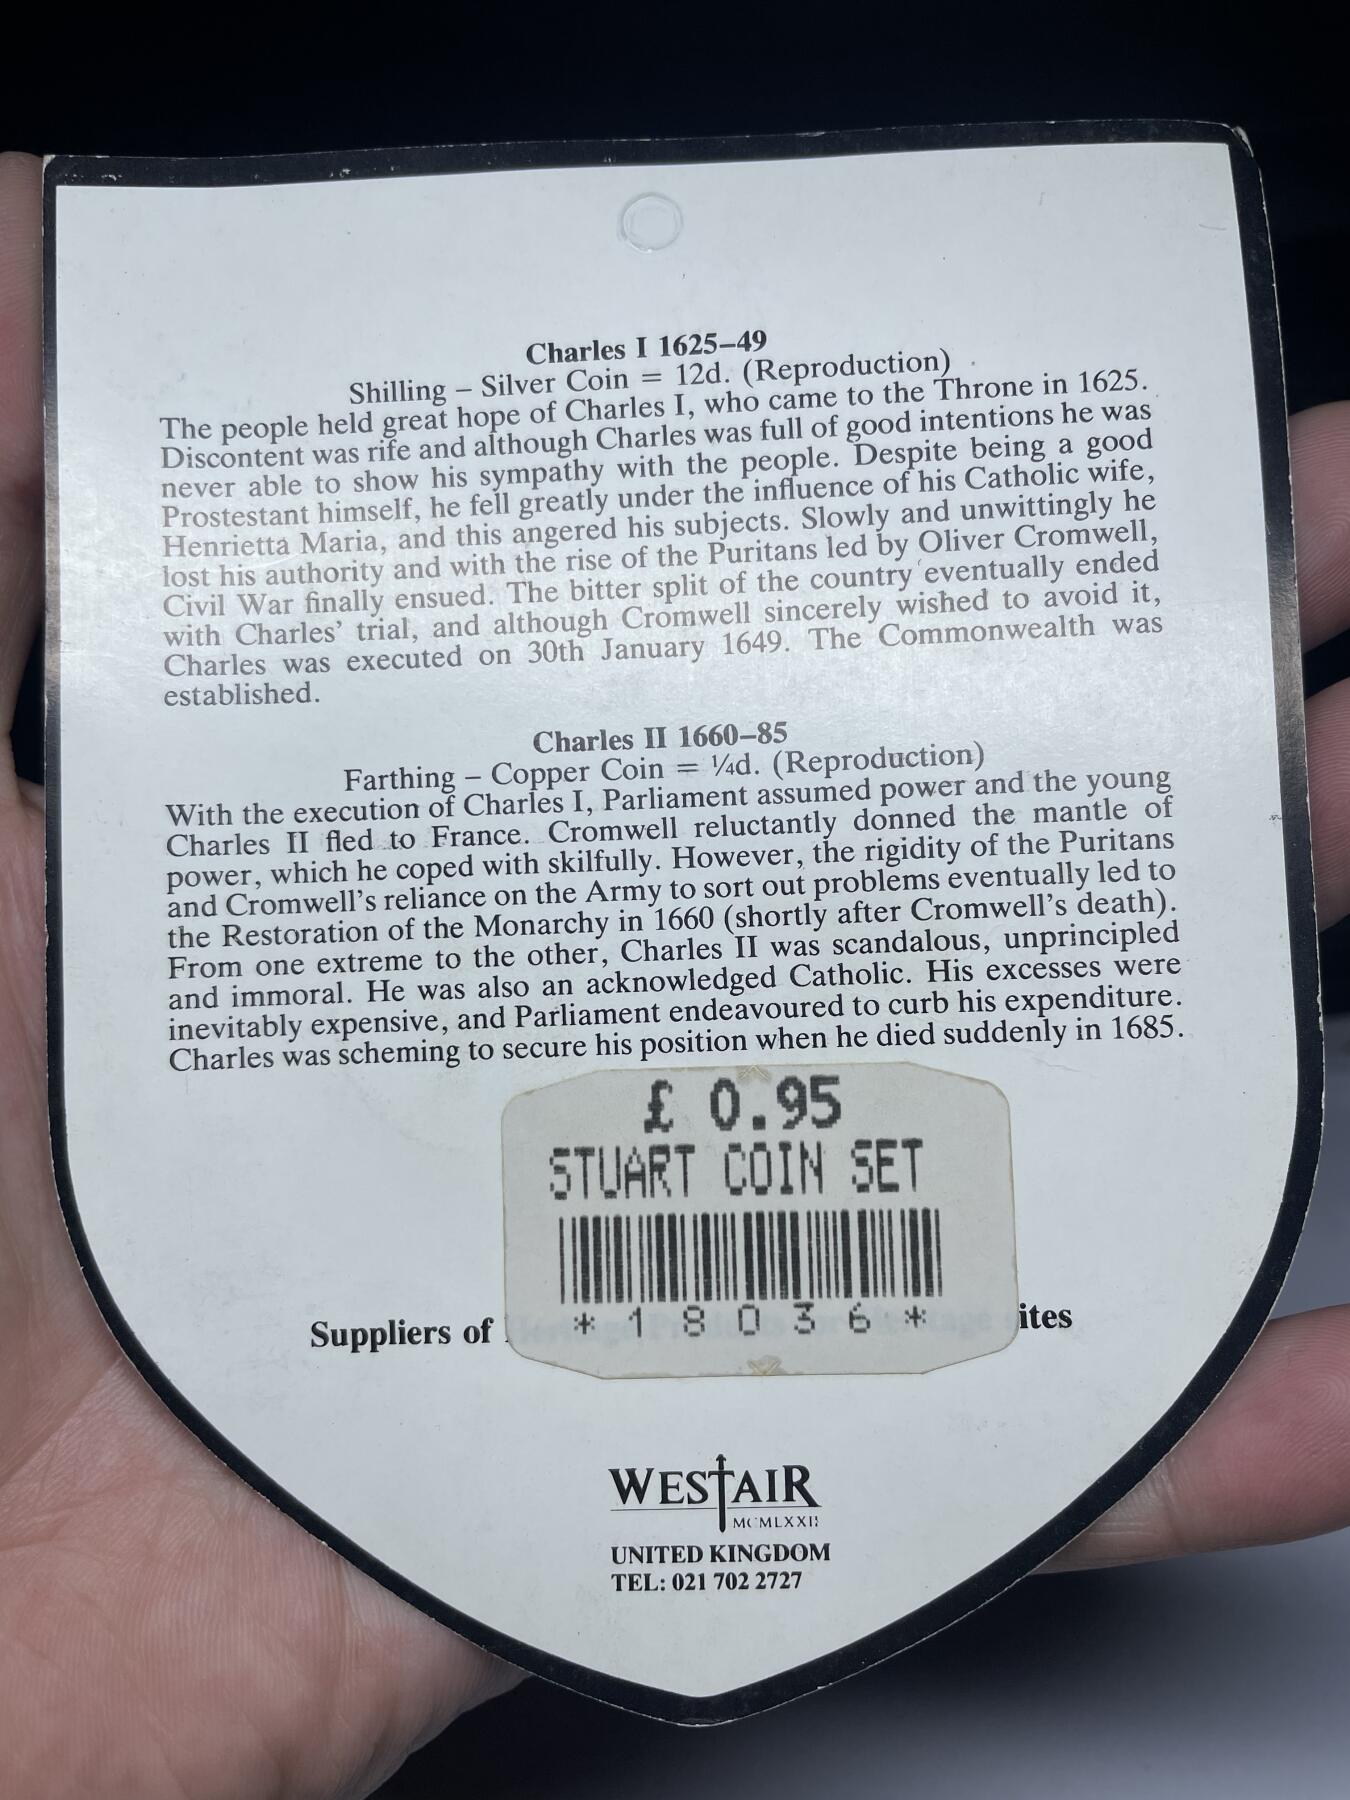 Charles I 1625–49
Shilling – Silver Coin = 12d. (Reproduction)
The people held great hope of Charles I, who came to the Throne in 1625.
Discontent was rife and although Charles was full of good intentions he was
never able to show his sympathy with the people. Despite being a good
Prostestant himself, he fell greatly under the influence of his Catholic wife,
Henrietta Maria, and this angered his subjects. Slowly and unwittingly he
lost his authority and with the rise of the Puritans led by Oliver Cromwell,
Civil War finally ensued. The bitter split of the country eventually ended
with Charles’ trial, and although Cromwell sincerely wished to avoid it,
Charles was executed on 30th January 1649. The Commonwealth was
established.
Charles II 1660–85
Farthing – Copper Coin = ¼d. (Reproduction)
With the execution of Charles I, Parliament assumed power and the young
Charles II fled to France. Cromwell reluctantly donned the mantle of
power, which he coped with skilfully. However, the rigidity of the Puritans
and Cromwell’s reliance on the Army to sort out problems eventually led to
the Restoration of the Monarchy in 1660 (shortly after Cromwell’s death).
From one extreme to the other, Charles II was scandalous, unprincipled
and immoral. He was also an acknowledged Catholic. His excesses were
inevitably expensive, and Parliament endeavoured to curb his expenditure.
Charles was scheming to secure his position when he died suddenly in 1685.
£ 0.95
STUART COIN SET
*18036*
Suppliers of Heritage Products for Heritage Sites
WESTAIR
MCMLXXII
UNITED KINGDOM
TEL: 021 702 2727